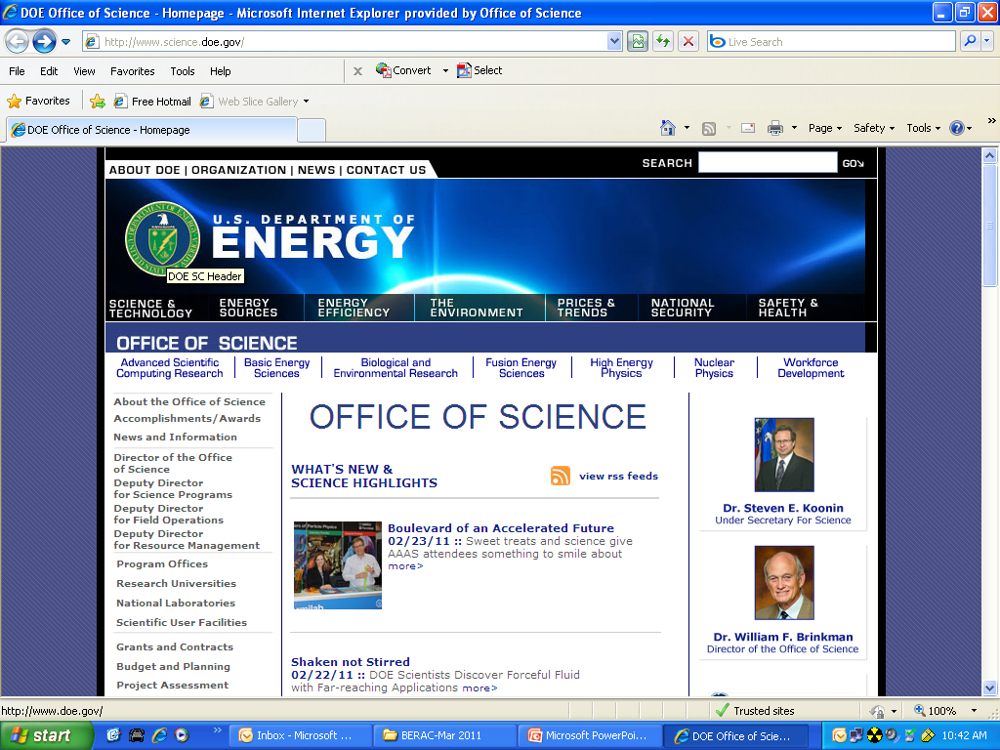 DOE Office of Science - Homepage - Microsoft Internet Explorer provided by Office of Science
http://www.science.doe.gov/
Live Search
File Edit View Favorites Tools Help
x Convert Select
Favorites Free Hotmail Web Slice Gallery
DOE Office of Science - Homepage
Page Safety Tools »
ABOUT DOE | ORGANIZATION | NEWS | CONTACT US
SEARCH GO
U.S. DEPARTMENT OF
ENERGY
DOE SC Header
SCIENCE & TECHNOLOGY
ENERGY SOURCES
ENERGY EFFICIENCY
THE ENVIRONMENT
PRICES & TRENDS
NATIONAL SECURITY
SAFETY & HEALTH
OFFICE OF SCIENCE
Advanced Scientific
Computing Research
Basic Energy
Sciences
Biological and
Environmental Research
Fusion Energy
Sciences
High Energy
Physics
Nuclear
Physics
Workforce
Development
About the Office of Science
Accomplishments/Awards
News and Information
Director of the Office
of Science
Deputy Director
for Science Programs
Deputy Director
for Field Operations
Deputy Director
for Resource Management
Program Offices
Research Universities
National Laboratories
Scientific User Facilities
Grants and Contracts
Budget and Planning
Project Assessment
OFFICE OF SCIENCE
WHAT'S NEW &
SCIENCE HIGHLIGHTS
view rss feeds
Boulevard of an Accelerated Future
02/23/11 :: Sweet treats and science give
AAAS attendees something to smile about
more>
Shaken not Stirred
02/22/11 :: DOE Scientists Discover Forceful Fluid
with Far-reaching Applications more>
Dr. Steven E. Koonin
Under Secretary For Science
Dr. William F. Brinkman
Director of the Office of Science
http://www.doe.gov/
Trusted sites
100%
start
»
Inbox - Microsoft ...
BERAC-Mar 2011
Microsoft PowerPoi...
DOE Office of Scie...
10:42 AM